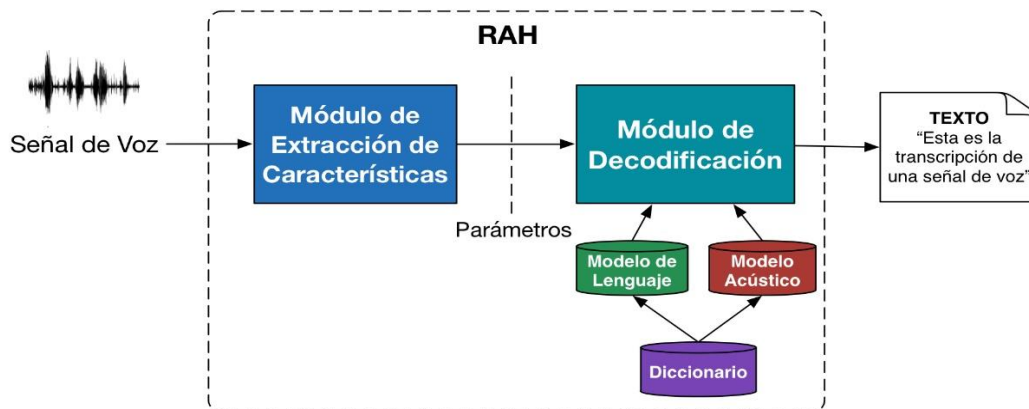 RAH
Señal de Voz
Módulo de
Extracción de
Características
Parámetros
Módulo de
Decodificación
Modelo de
Lenguaje
Modelo
Acústico
Diccionario
TEXTO
“Esta es la
transcripción de
una señal de voz”